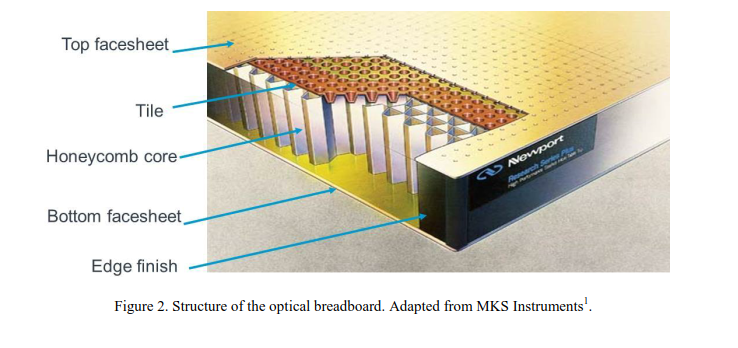 Top facesheet
Tile
Honeycomb core
Bottom facesheet
Edge finish
Newport
Research Series Plus
Figure 2. Structure of the optical breadboard. Adapted from MKS Instruments1.